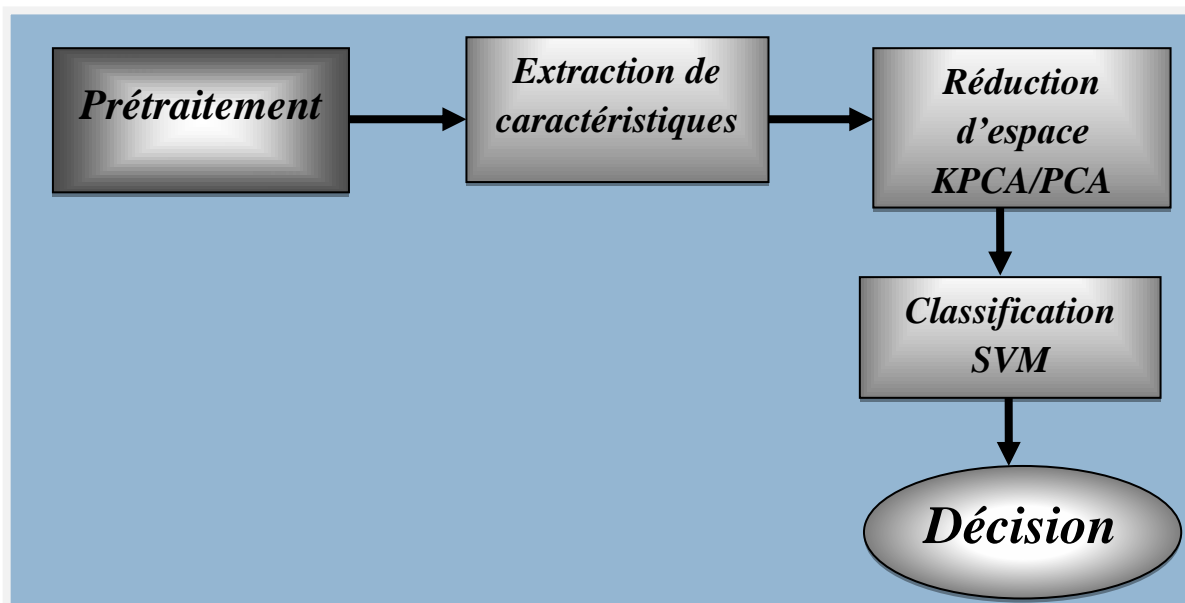 Prétraitement
Extraction de
caractéristiques
Réduction
d’espace
KPCA/PCA
Classification
SVM
Décision